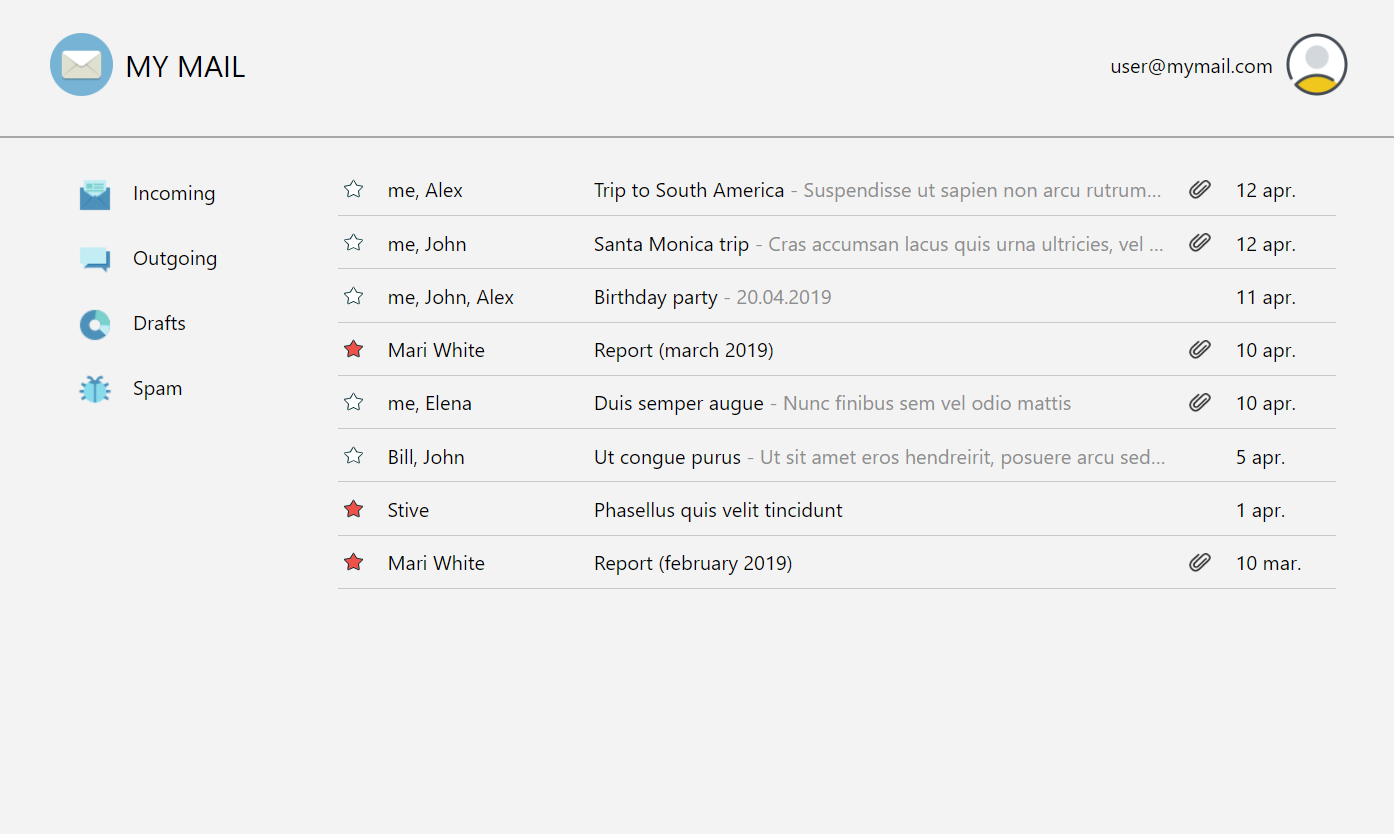 MY MAIL
user@mymail.com
Incoming
Outgoing
Drafts
Spam
me, Alex Trip to South America - Suspendisse ut sapien non arcu rutrum... 12 apr.
me, John Santa Monica trip - Cras accumsan lacus quis urna ultricies, vel ... 12 apr.
me, John, Alex Birthday party - 20.04.2019 11 apr.
Mari White Report (march 2019) 10 apr.
me, Elena Duis semper augue - Nunc finibus sem vel odio mattis 10 apr.
Bill, John Ut congue purus - Ut sit amet eros hendreirit, posuere arcu sed... 5 apr.
Stive Phasellus quis velit tincidunt 1 apr.
Mari White Report (february 2019) 10 mar.